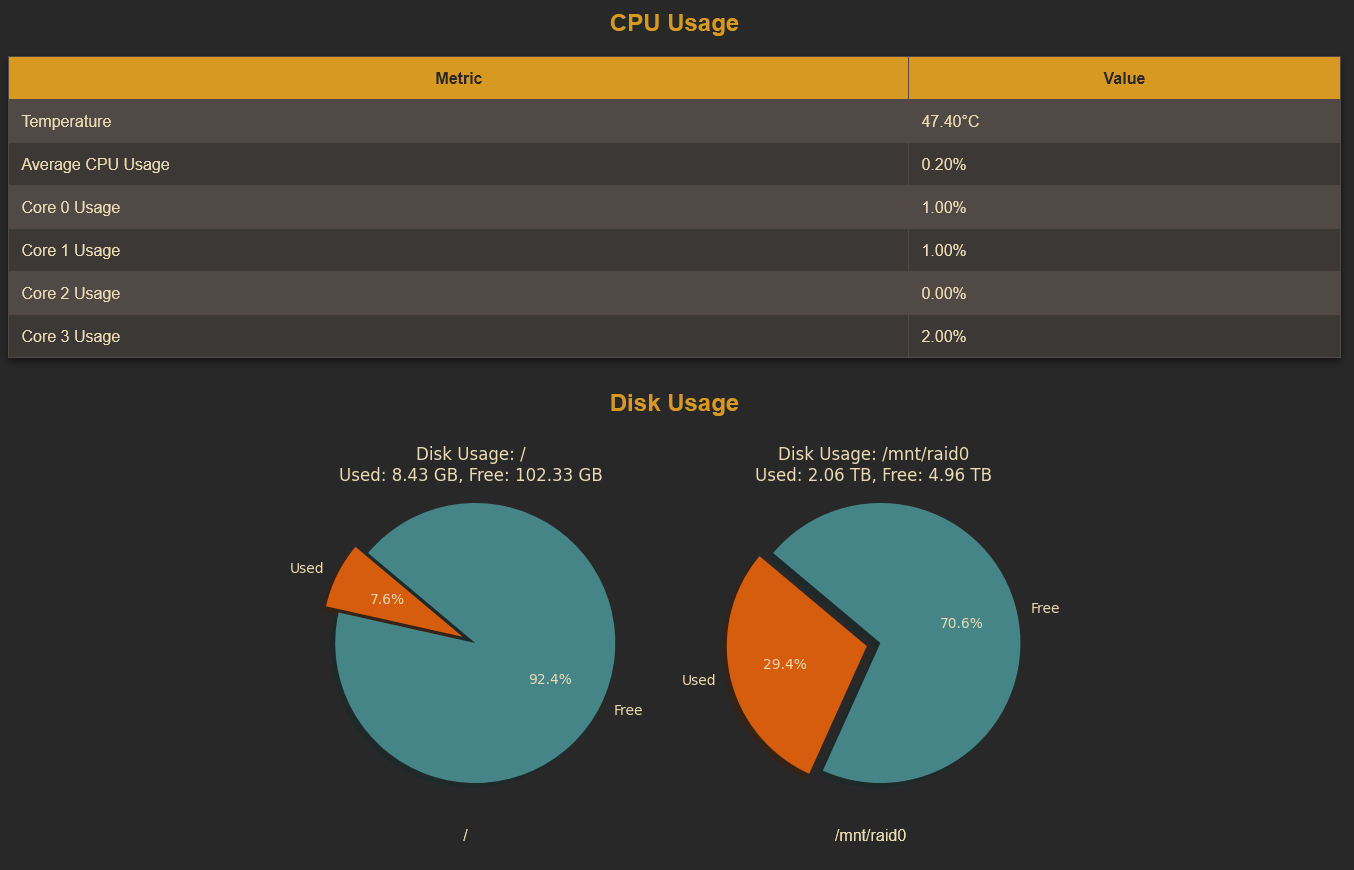 CPU Usage
Metric Value
Temperature 47.40°C
Average CPU Usage 0.20%
Core 0 Usage 1.00%
Core 1 Usage 1.00%
Core 2 Usage 0.00%
Core 3 Usage 2.00%
Disk Usage
Disk Usage: /
Used: 8.43 GB, Free: 102.33 GB
Used
7.6%
92.4%
Free
/
Disk Usage: /mnt/raid0
Used: 2.06 TB, Free: 4.96 TB
Free
70.6%
29.4%
Used
/mnt/raid0